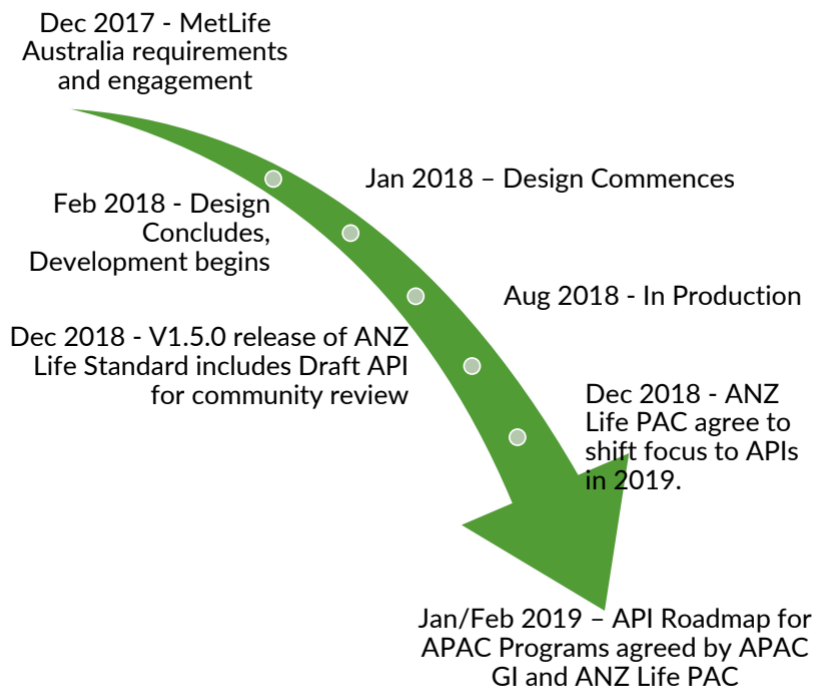 Dec 2017 - MetLife
Australia requirements
and engagement
Jan 2018 – Design Commences
Feb 2018 - Design
Concludes,
Development begins
Aug 2018 - In Production
Dec 2018 - V1.5.0 release of ANZ
Life Standard includes Draft API
for community review
Dec 2018 - ANZ
Life PAC agree to
shift focus to APIs
in 2019.
Jan/Feb 2019 – API Roadmap for
APAC Programs agreed by APAC
GI and ANZ Life PAC